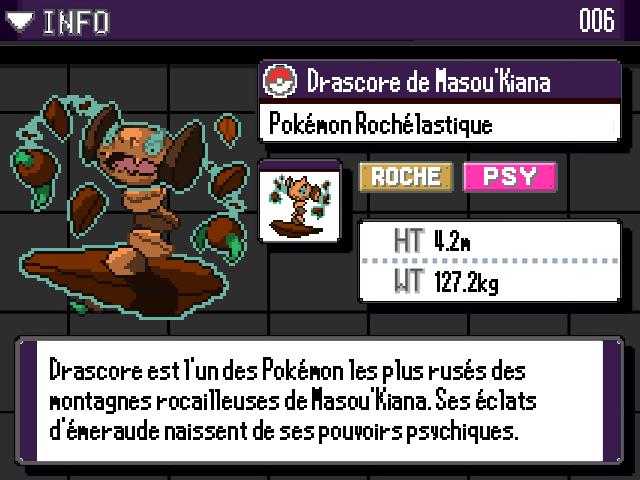 INFO
006
Drascore de Masou'Kiana
Pokémon Rochélastique
ROCHE
PSY
HT 4.2m
WT 127.2kg
Drascore est l'un des Pokémon les plus rusés des
montagnes rocailleuses de Masou'Kiana. Ses éclats
d'émeraude naissent de ses pouvoirs psychiques.